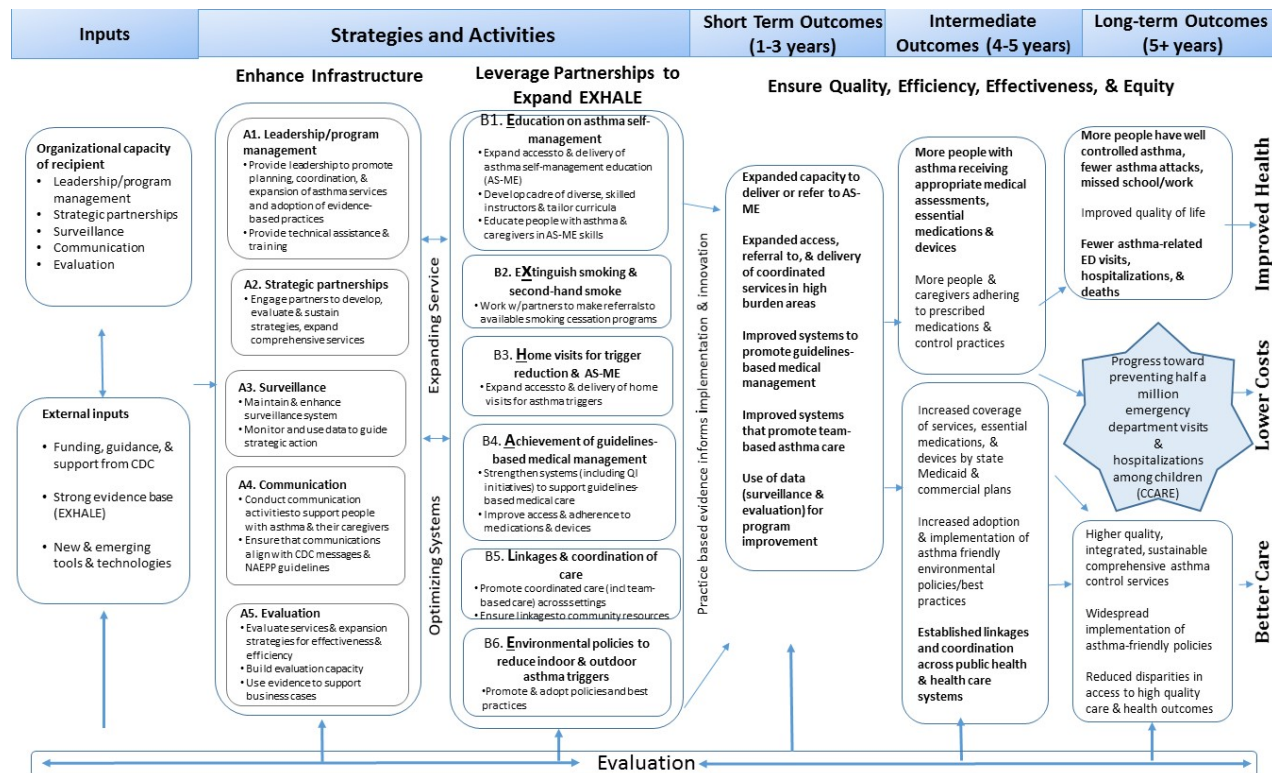 Inputs
Strategies and Activities
Short Term Outcomes
(1-3 years)
Intermediate
Outcomes (4-5 years)
Long-term Outcomes
(5+ years)
Enhance Infrastructure
Leverage Partnerships to
Expand EXHALE
Ensure Quality, Efficiency, Effectiveness, & Equity
Organizational capacity
of recipient
• Leadership/program
management
• Strategic partnerships
• Surveillance
• Communication
• Evaluation
External inputs
• Funding, guidance, &
support from CDC
• Strong evidence base
(EXHALE)
• New & emerging
tools & technologies
A1. Leadership/program
management
• Provide leadership to promote
planning, coordination, &
expansion of asthma services
and adoption of evidence-
based practices
• Provide technical assistance &
training
A2. Strategic partnerships
• Engage partners to develop,
evaluate & sustain
strategies, expand
comprehensive services
A3. Surveillance
• Maintain & enhance
surveillance system
• Monitor and use data to guide
strategic action
A4. Communication
• Conduct communication
activities to support people
with asthma & their caregivers
• Ensure that communications
align with CDC messages &
NAEPP guidelines
A5. Evaluation
• Evaluate services & expansion
strategies for effectiveness &
efficiency
• Build evaluation capacity
• Use evidence to support
business cases
Expanding Service
Optimizing Systems
B1. Education on asthma self-
management
• Expand access to & delivery of
asthma self-management education
(AS-ME)
• Develop cadre of diverse, skilled
instructors & tailor curricula
• Educate people with asthma &
caregivers in AS-ME skills
B2. EXtinguish smoking &
second-hand smoke
• Work w/partners to make referrals to
available smoking cessation programs
B3. Home visits for trigger
reduction & AS-ME
• Expand access to & delivery of home
visits for asthma triggers
B4. Achievement of guidelines-
based medical management
• Strengthen systems (including QI
initiatives) to support guidelines-
based medical care
• Improve access & adherence to
medications & devices
B5. Linkages & coordination of
care
• Promote coordinated care (incl team-
based care) across settings
• Ensure linkages to community resources
B6. Environmental policies to
reduce indoor & outdoor
asthma triggers
• Promote & adopt policies and best
practices
Practice based evidence informs implementation & innovation
Expanded capacity to
deliver or refer to AS-
ME
Expanded access,
referral to, & delivery
of coordinated
services in high
burden areas
Improved systems to
promote guidelines-
based medical
management
Improved systems
that promote team-
based asthma care
Use of data
(surveillance &
evaluation) for
program
improvement
More people with
asthma receiving
appropriate medical
assessments,
essential
medications &
devices
More people &
caregivers adhering
to prescribed
medications &
control practices
Increased coverage
of services, essential
medications, &
devices by state
Medicaid &
commercial plans
Increased adoption
& implementation of
asthma friendly
environmental
policies/best
practices
Established linkages
and coordination
across public health
& health care
systems
More people have well
controlled asthma,
fewer asthma attacks,
missed school/work
Improved quality of life
Fewer asthma-related
ED visits,
hospitalizations, &
deaths
Progress toward
preventing half a
million
emergency
department visits
&
hospitalizations
among children
(CCARE)
Higher quality,
integrated, sustainable
comprehensive asthma
control services
Widespread
implementation of
asthma-friendly policies
Reduced disparities in
access to high quality
care & health outcomes
Improved Health
Lower Costs
Better Care
Evaluation